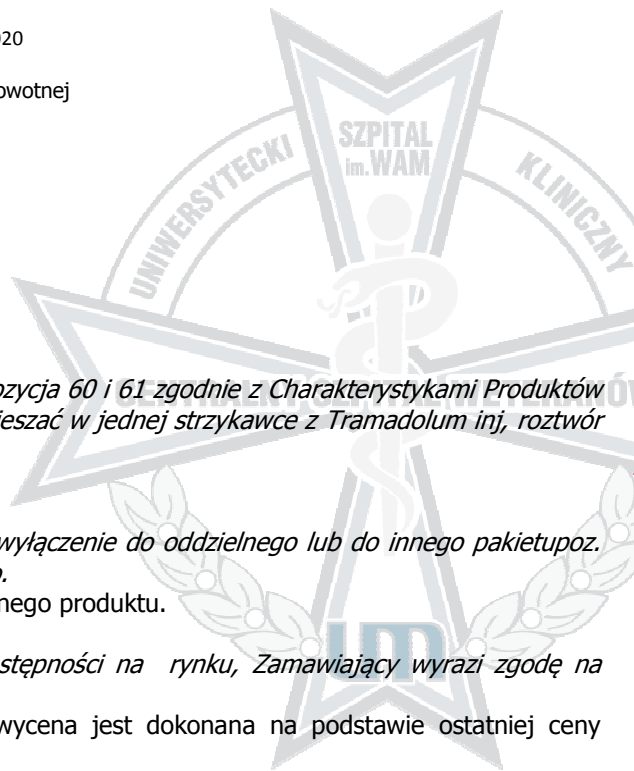 020
owotnej
UNIWERSYTECKI
SZPITAL
im. WAM
KLINICZNY
ozycja 60 i 61 zgodnie z Charakterystykami Produktów
ieszać w jednej strzykawce z Tramadolum inj, roztwór
wyłączenie do oddzielnego lub do innego pakietupoz.
o.
nego produktu.
um
stępności na rynku, Zamawiający wyrazi zgodę na
wycena jest dokonana na podstawie ostatniej ceny